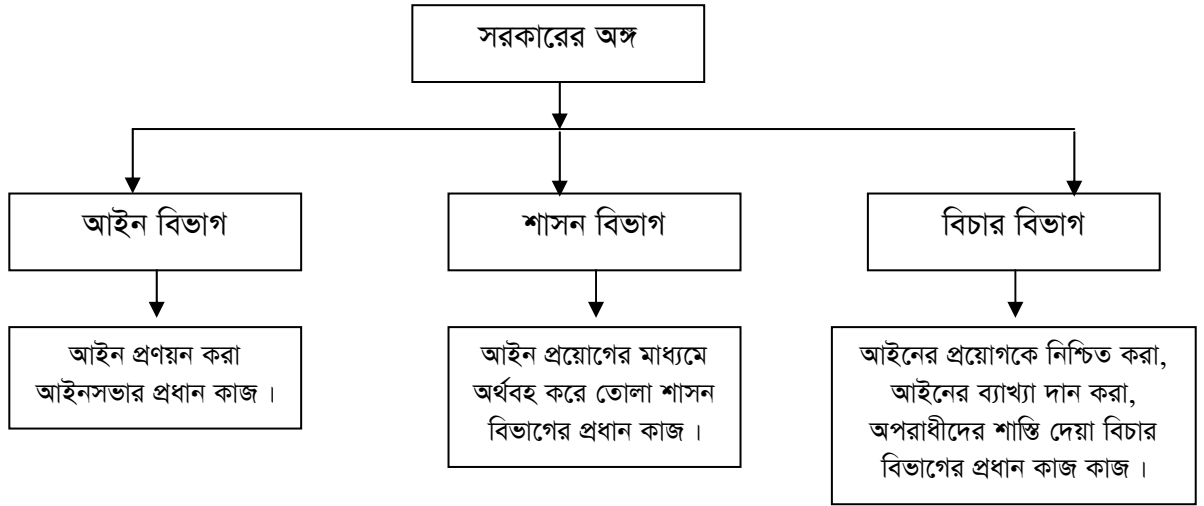 সরকারের অঙ্গ
আইন বিভাগ
শাসন বিভাগ
বিচার বিভাগ
আইন প্রণয়ন করা
আইনসভার প্রধান কাজ ।
আইন প্রয়োগের মাধ্যমে
অর্থবহ করে তোলা শাসন
বিভাগের প্রধান কাজ ।
আইনের প্রয়োগকে নিশ্চিত করা,
আইনের ব্যাখ্যা দান করা,
অপরাধীদের শাস্তি দেয়া বিচার
বিভাগের প্রধান কাজ কাজ ।